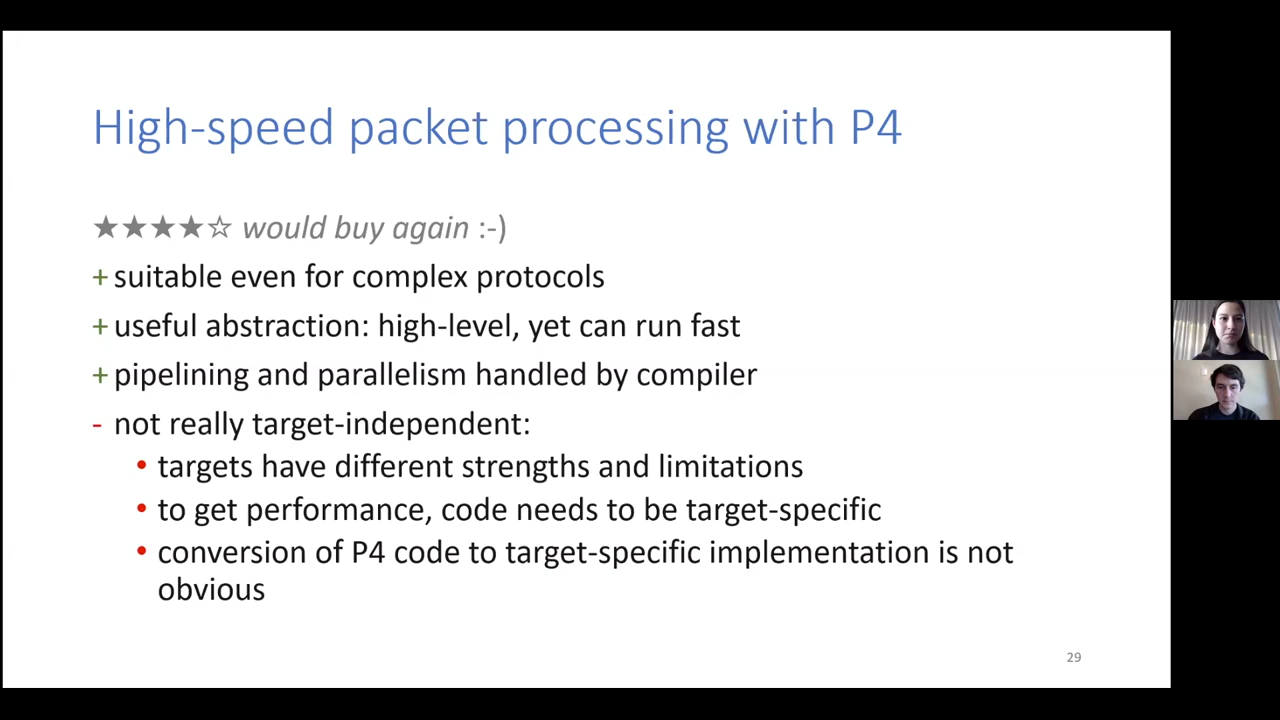 High-speed packet processing with P4
★★★★☆ would buy again :-)
+ suitable even for complex protocols
+ useful abstraction: high-level, yet can run fast
+ pipelining and parallelism handled by compiler
- not really target-independent:
• targets have different strengths and limitations
• to get performance, code needs to be target-specific
• conversion of P4 code to target-specific implementation is not
obvious
29